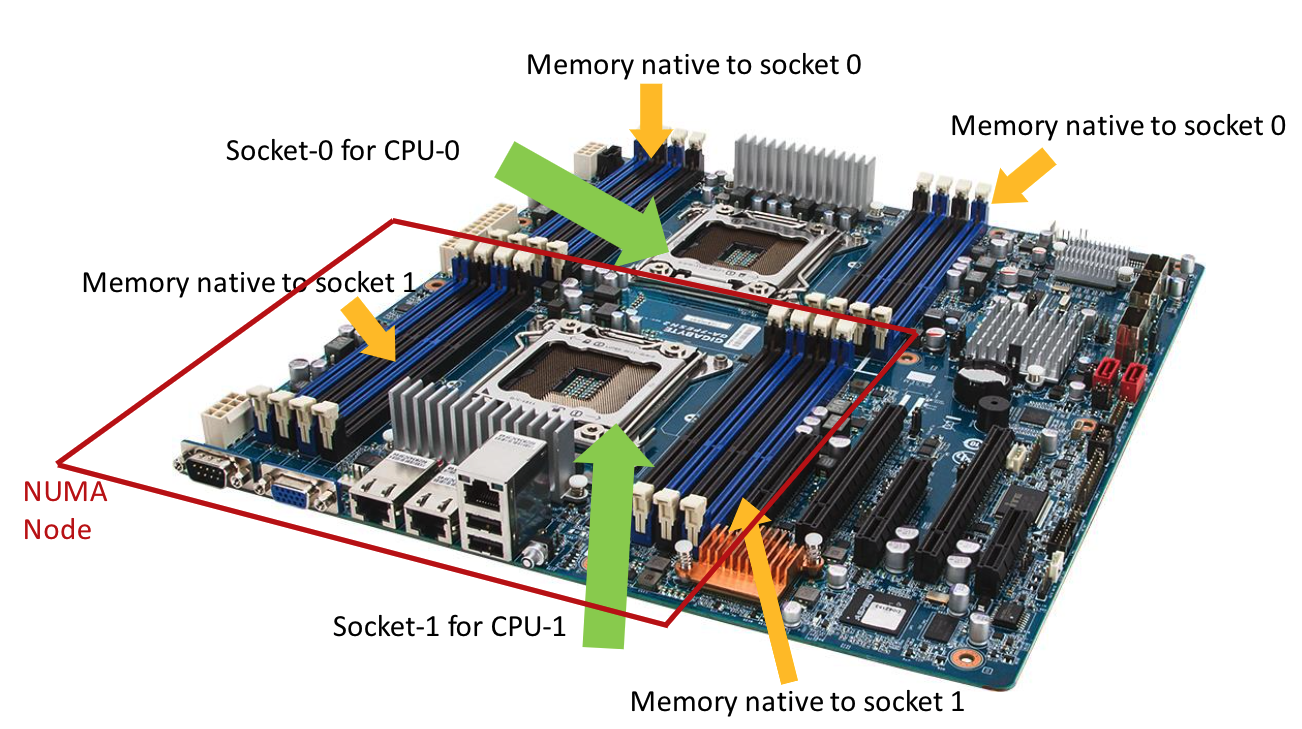 Memory native to socket 0
Memory native to socket 0
Socket-0 for CPU-0
Memory native to socket 1
GIGABYTE
NUMA
Node
Socket-1 for CPU-1
Memory native to socket 1